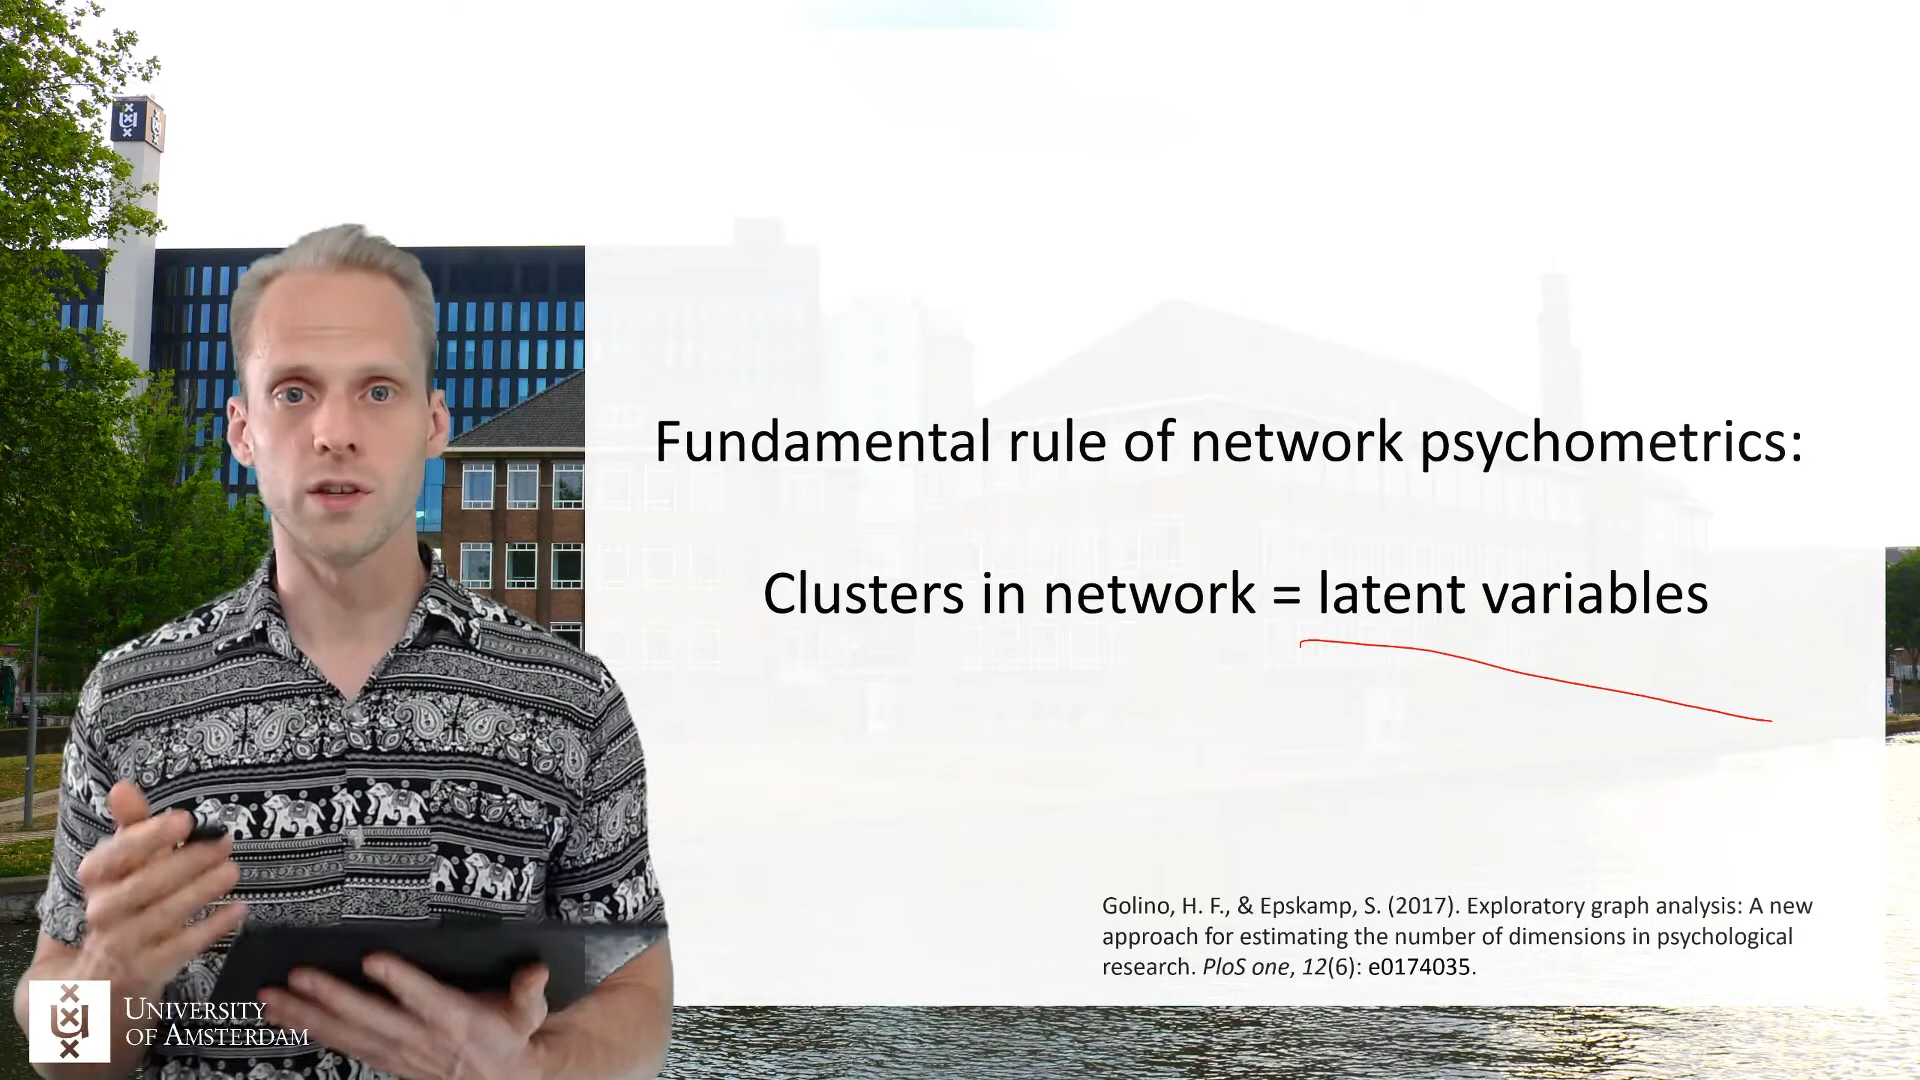 Fundamental rule of network psychometrics:
Clusters in network = latent variables
Golino, H. F., & Epskamp, S. (2017). Exploratory graph analysis: A new
approach for estimating the number of dimensions in psychological
research. PloS one, 12(6): e0174035.
UNIVERSITY
OF AMSTERDAM